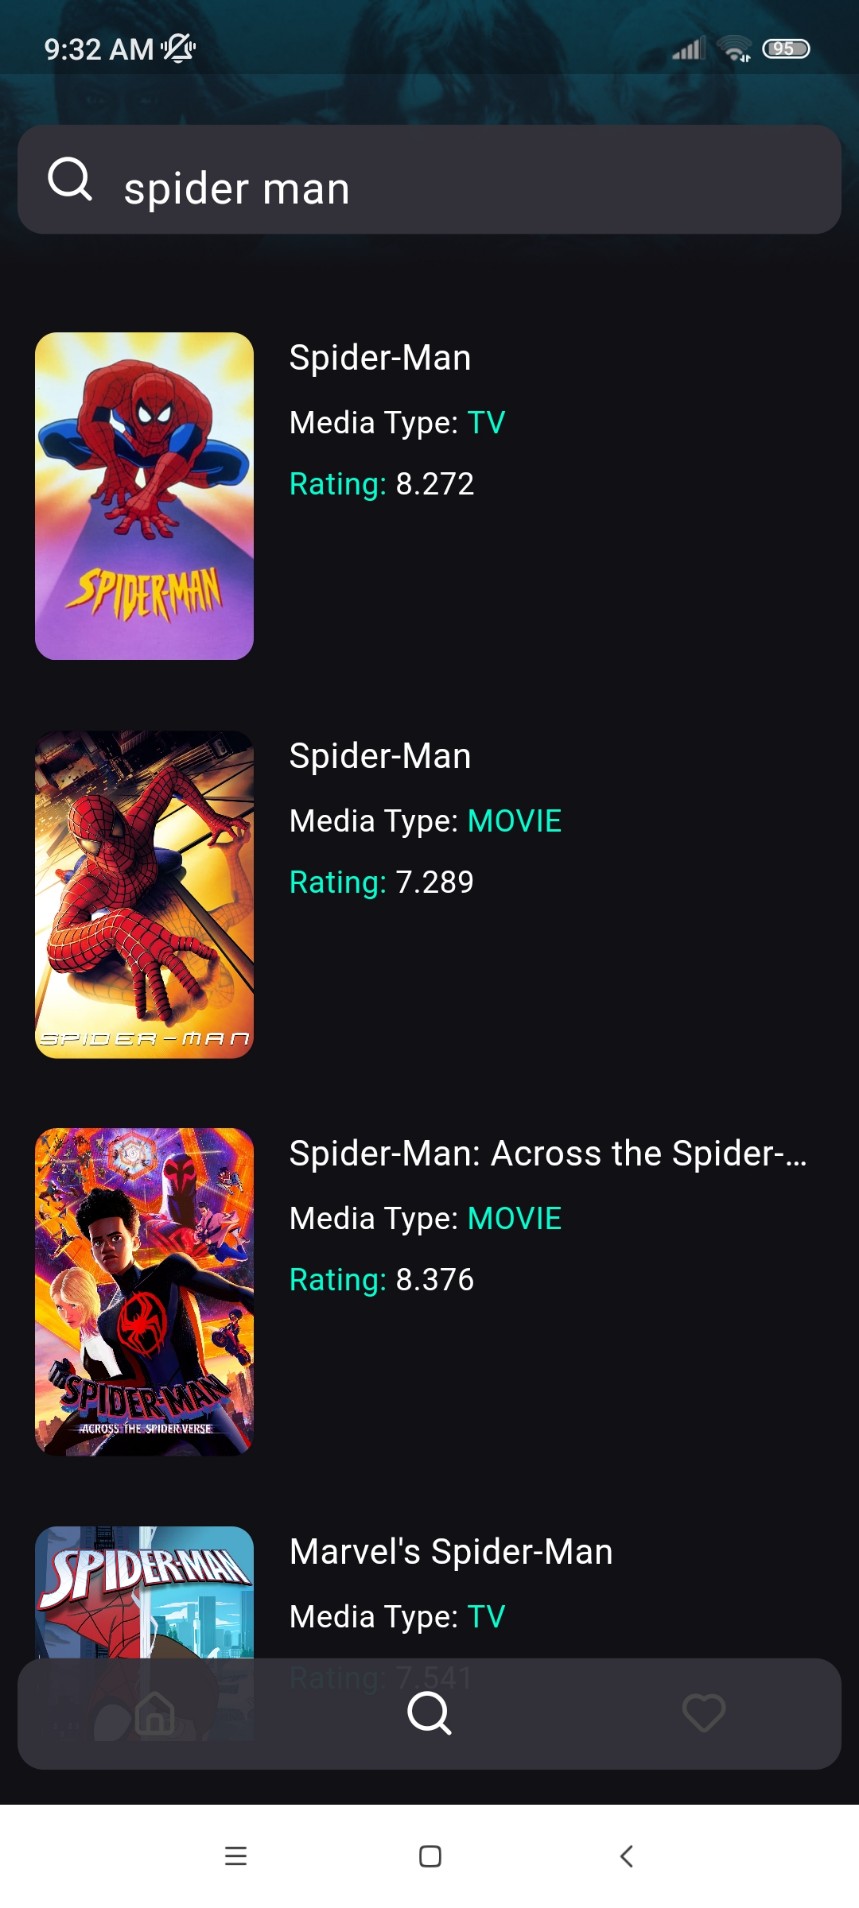 9:32 AM
95
spider man
Spider-Man
Media Type: TV
Rating: 8.272
SPIDER-MAN
Spider-Man
Media Type: MOVIE
Rating: 7.289
SPIDER-MAN
Spider-Man: Across the Spider-…
Media Type: MOVIE
Rating: 8.376
SPIDER-MAN
ACROSS THE SPIDER-VERSE
Marvel's Spider-Man
SPIDER-MAN
Media Type: TV
Rating: 7.541